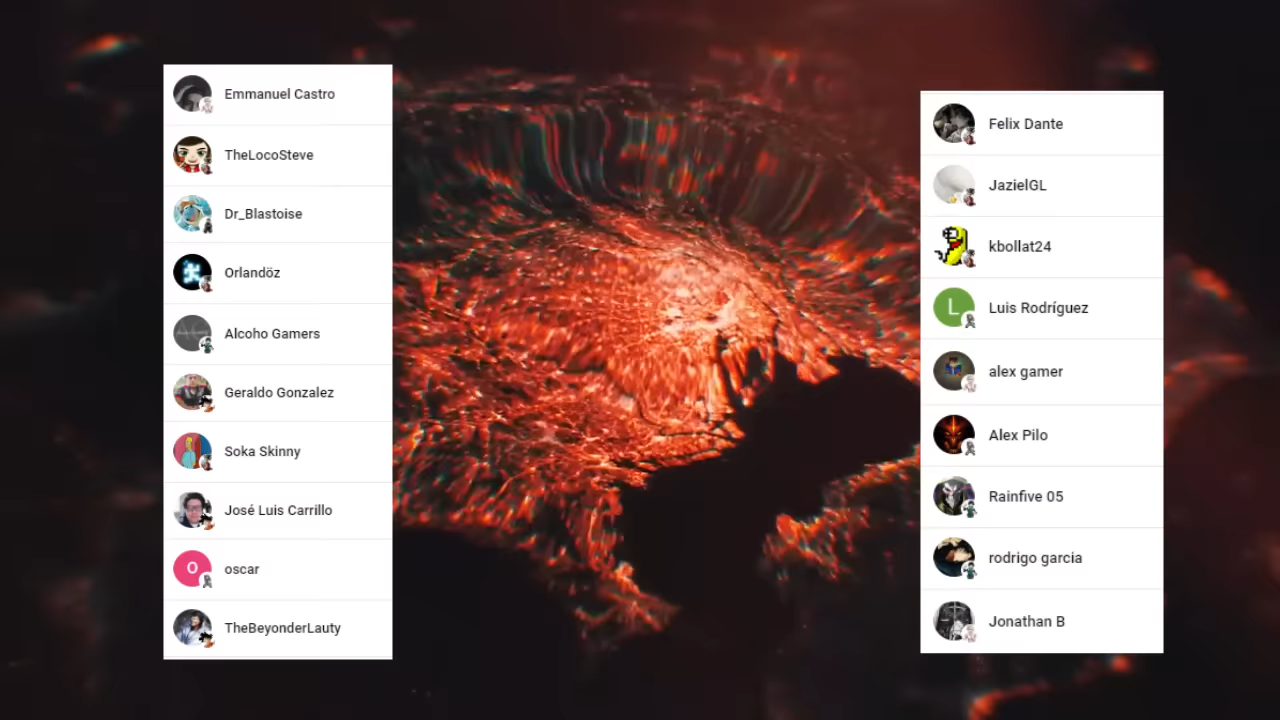 Emmanuel Castro
TheLocoSteve
Dr_Blastoise
Orlandöz
Alcoho Gamers
Geraldo Gonzalez
Soka Skinny
José Luis Carrillo
O
oscar
TheBeyonderLauty
Felix Dante
JazielGL
kbollat24
L
Luis Rodríguez
alex gamer
Alex Pilo
Rainfive 05
rodrigo garcia
Jonathan B